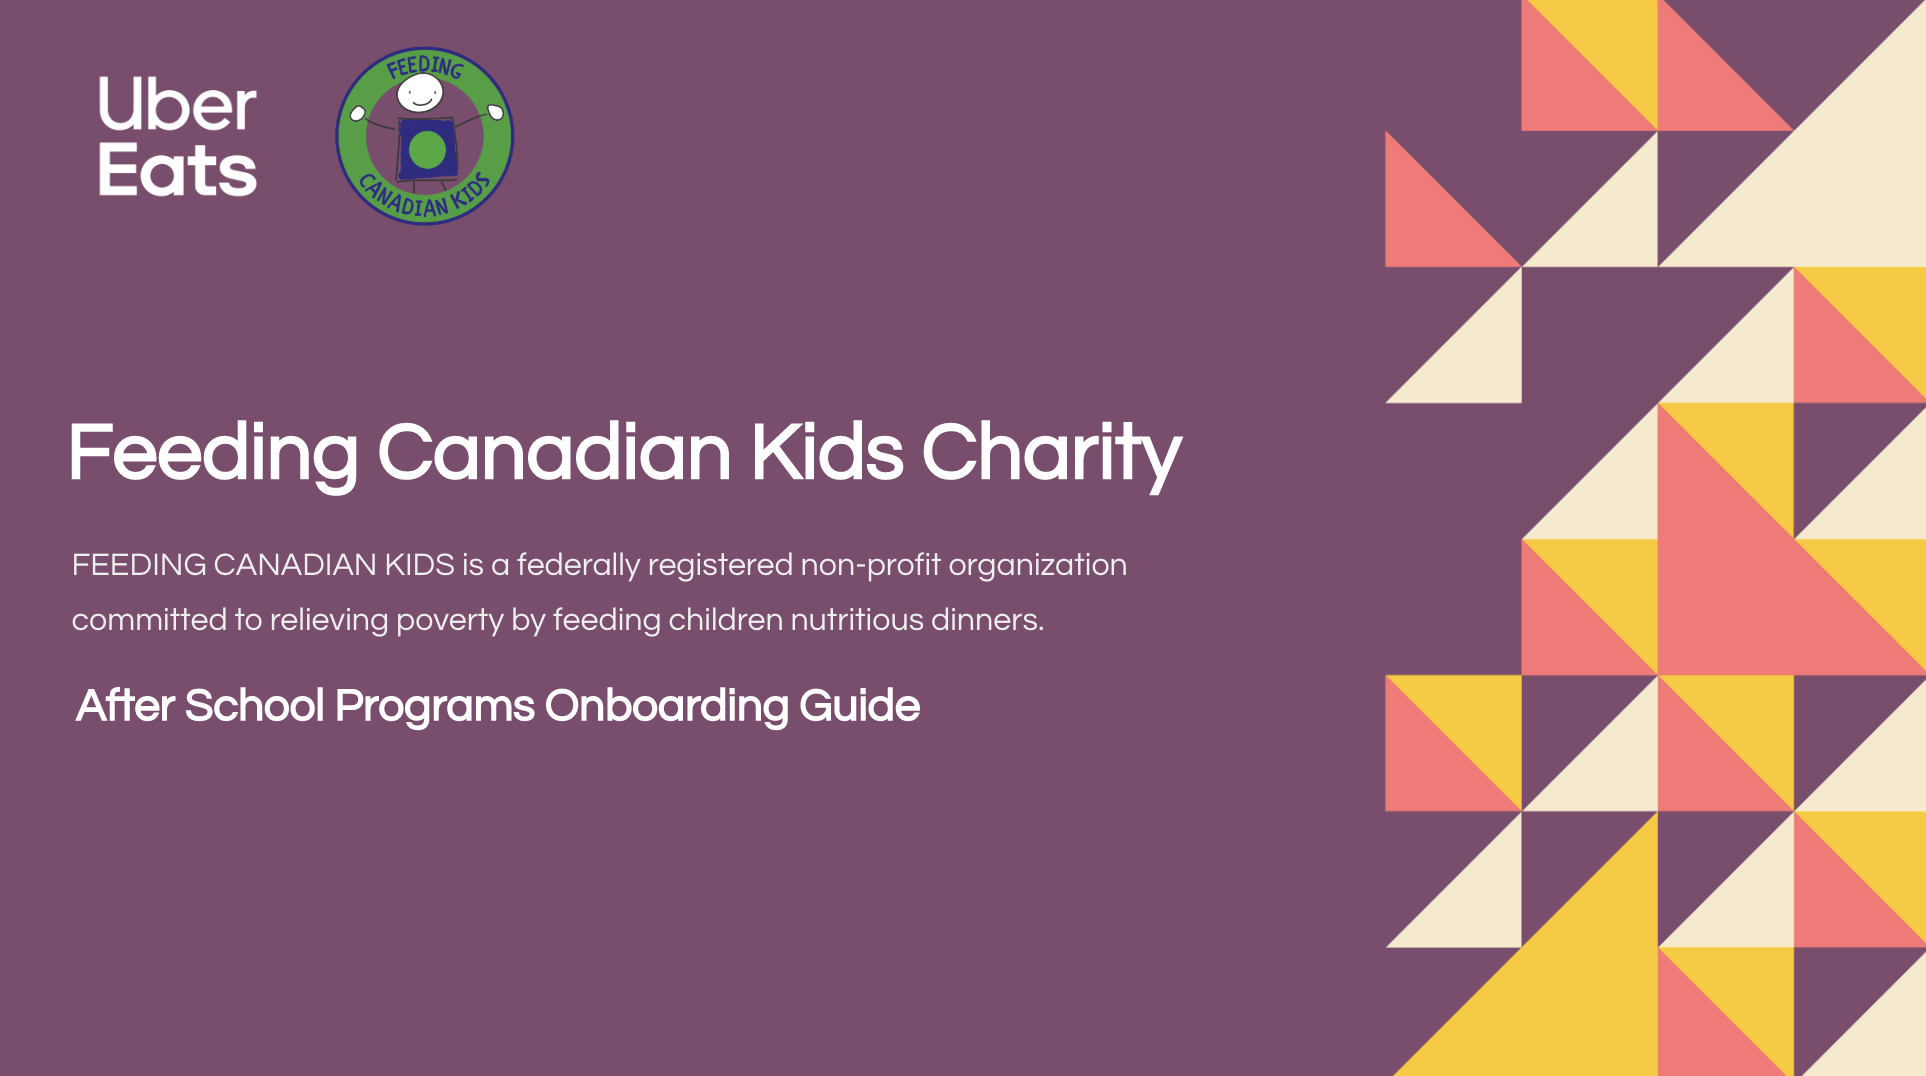 Uber
Eats
FEEDING
CANADIAN KIDS
Feeding Canadian Kids Charity
FEEDING CANADIAN KIDS is a federally registered non-profit organization
committed to relieving poverty by feeding children nutritious dinners.
After School Programs Onboarding Guide